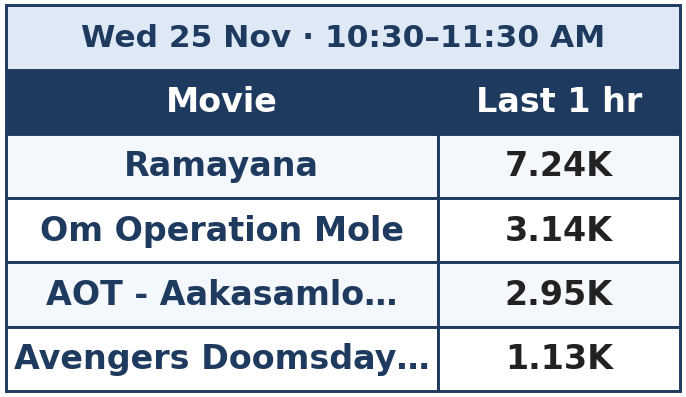 Wed 25 Nov · 10:30–11:30 AM
Movie Last 1 hr
Ramayana 7.24K
Om Operation Mole 3.14K
AOT - Aakasamlo… 2.95K
Avengers Doomsday… 1.13K